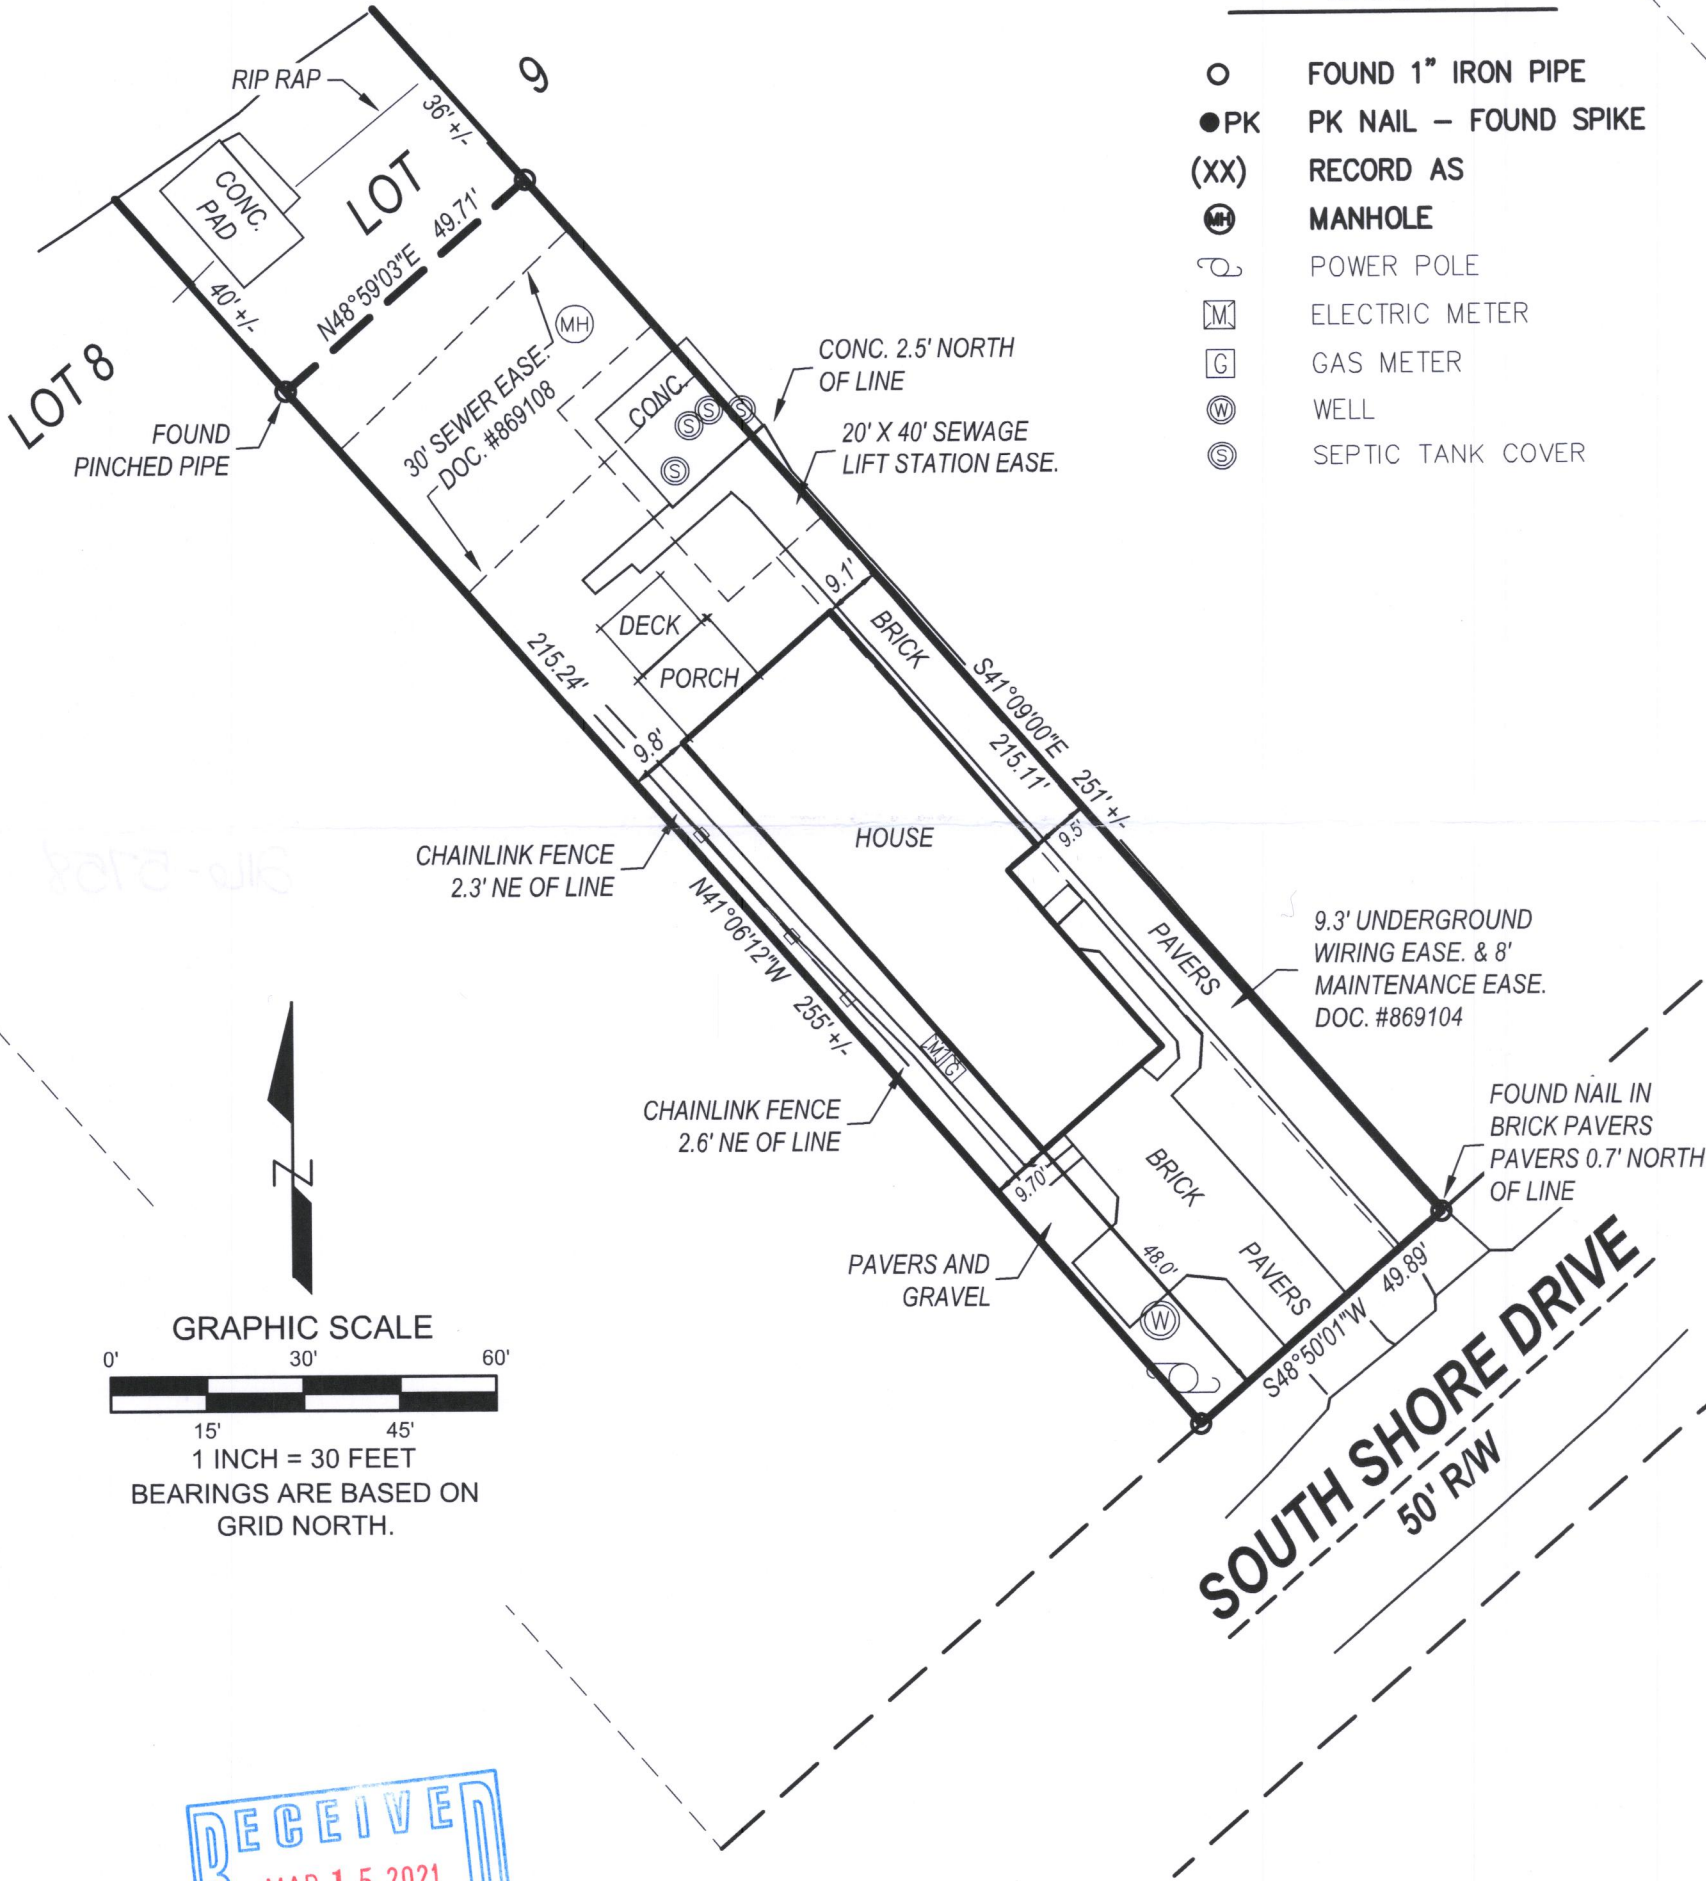 RIP RAP
9
36' +/-
CONC.
PAD
LOT
N48°59'03"E 49.71'
40' +/-
LOT 8
FOUND
PINCHED PIPE
30' SEWER EASE.
DOC. #869108
MH
CONC.
S
S
S
S
CONC. 2.5' NORTH
OF LINE
20' X 40' SEWAGE
LIFT STATION EASE.
FOUND 1" IRON PIPE
PK
PK NAIL – FOUND SPIKE
(XX)
RECORD AS
MH
MANHOLE
POWER POLE
M
ELECTRIC METER
G
GAS METER
W
WELL
S
SEPTIC TANK COVER
9.1'
DECK
PORCH
BRICK
215.24'
9.8'
S41°09'00"E 251' +/-
215.11'
9.5'
HOUSE
CHAINLINK FENCE
2.3' NE OF LINE
N41°06'12"W 255' +/-
PAVERS
9.3' UNDERGROUND
WIRING EASE. & 8'
MAINTENANCE EASE.
DOC. #869104
M
G
CHAINLINK FENCE
2.6' NE OF LINE
FOUND NAIL IN
BRICK PAVERS
PAVERS 0.7' NORTH
OF LINE
9.70'
BRICK
PAVERS
48.0'
PAVERS AND
GRAVEL
W
S48°50'01"W 49.89'
SOUTH SHORE DRIVE
50' R/W
N
GRAPHIC SCALE
0' 30' 60'
15' 45'
1 INCH = 30 FEET
BEARINGS ARE BASED ON
GRID NORTH.
RECEIVED
MAR 15 2021